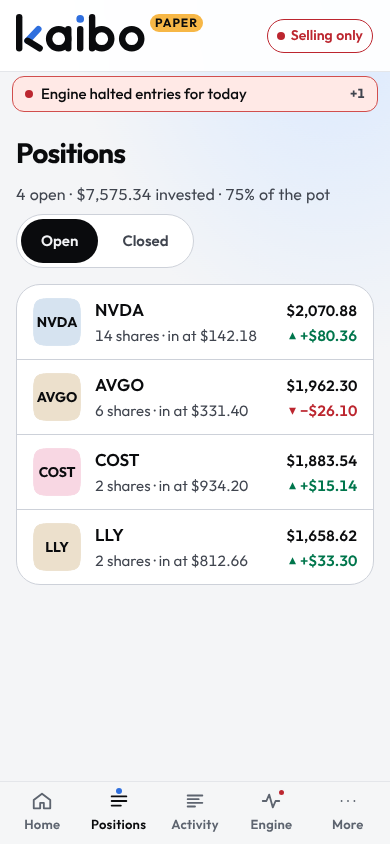 kaibo PAPER
Selling only
Engine halted entries for today +1
Positions
4 open · $7,575.34 invested · 75% of the pot
Open Closed
NVDA NVDA $2,070.88
14 shares · in at $142.18 ▲ +$80.36
AVGO AVGO $1,962.30
6 shares · in at $331.40 ▼ −$26.10
COST COST $1,883.54
2 shares · in at $934.20 ▲ +$15.14
LLY LLY $1,658.62
2 shares · in at $812.66 ▲ +$33.30
Home Positions Activity Engine More